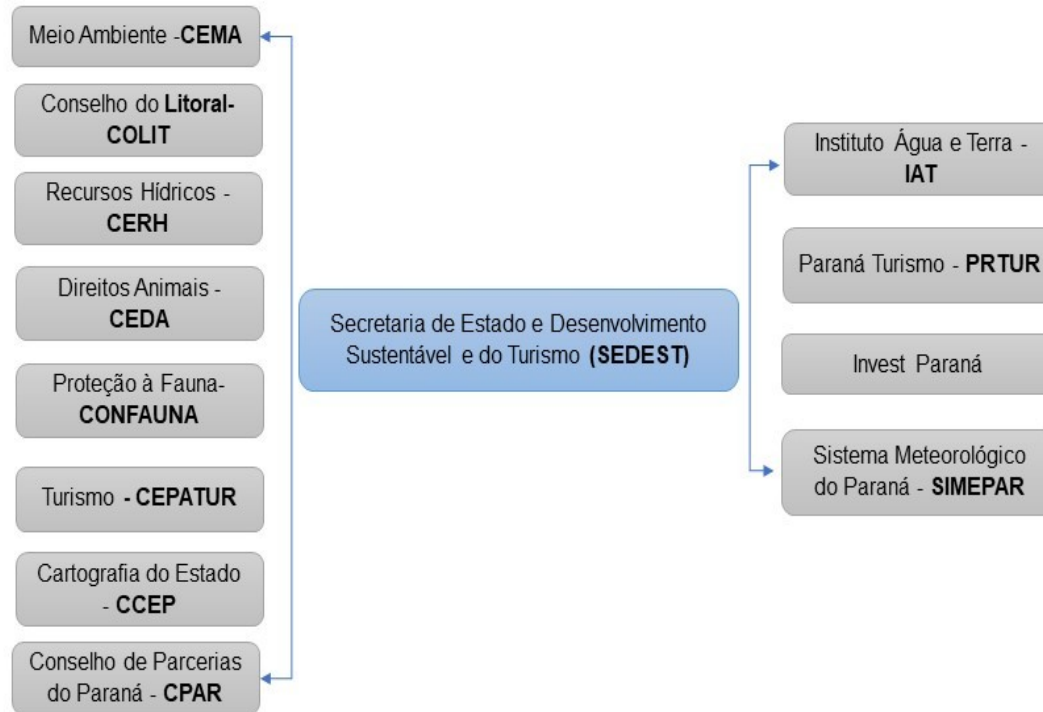 Meio Ambiente -CEMA
Conselho do Litoral-
COLIT
Recursos Hídricos -
CERH
Direitos Animais -
CEDA
Proteção à Fauna-
CONFAUNA
Turismo - CEPATUR
Cartografia do Estado
- CCEP
Conselho de Parcerias
do Paraná - CPAR
Secretaria de Estado e Desenvolvimento
Sustentável e do Turismo (SEDEST)
Instituto Água e Terra -
IAT
Paraná Turismo - PRTUR
Invest Paraná
Sistema Meteorológico
do Paraná - SIMEPAR